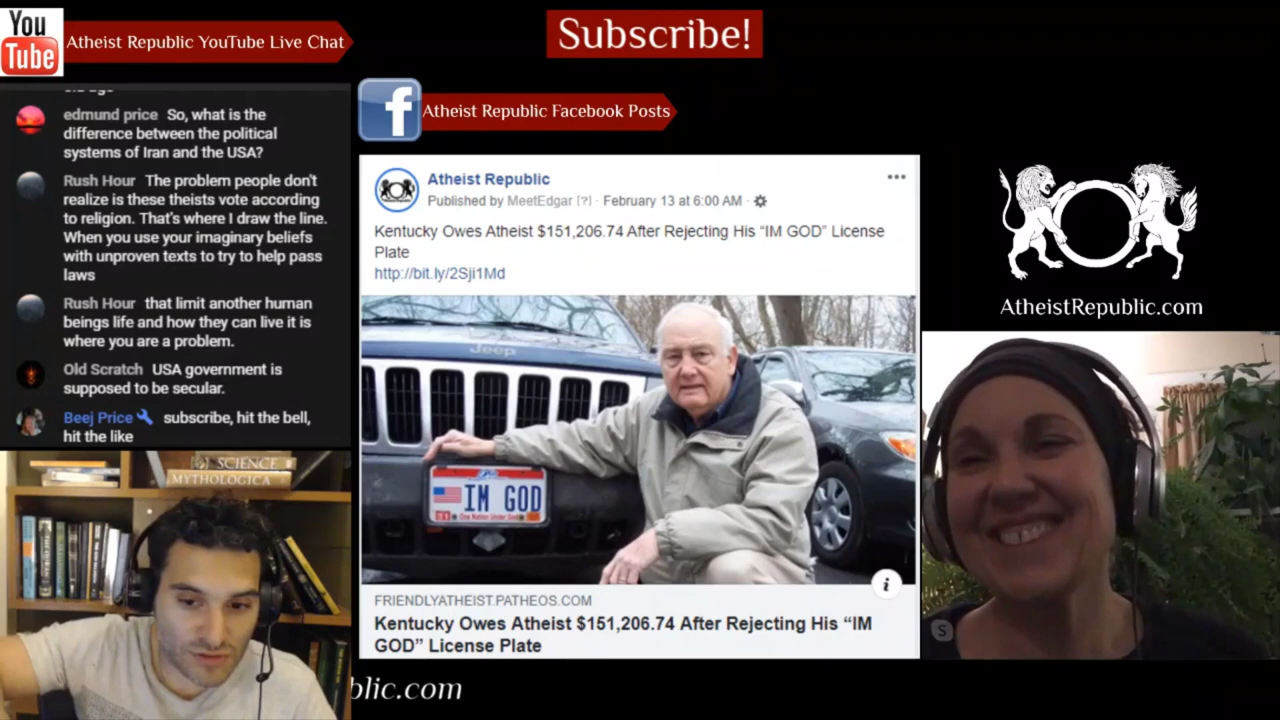 You
Tube
Atheist Republic YouTube Live Chat
Subscribe!
edmund price So, what is the
difference between the political
systems of Iran and the USA?
Rush Hour The problem people don't
realize is these theists vote according
to religion. That's where I draw the line.
When you use your imaginary beliefs
with unproven texts to try to help pass
laws
Rush Hour that limit another human
beings life and how they can live it is
where you are a problem.
Old Scratch USA government is
supposed to be secular.
Beej Price subscribe, hit the bell,
hit the like
SCIENCE
MYTHOLOGICA
f
Atheist Republic Facebook Posts
Atheist Republic
Published by MeetEdgar [?] · February 13 at 6:00 AM ·
Kentucky Owes Atheist $151,206.74 After Rejecting His “IM GOD” License
Plate
http://bit.ly/2Sji1Md
Jeep
IM GOD
One Nation Under God
i
FRIENDLYATHEIST.PATHEOS.COM
Kentucky Owes Atheist $151,206.74 After Rejecting His “IM
GOD” License Plate
blic.com
AtheistRepublic.com
S